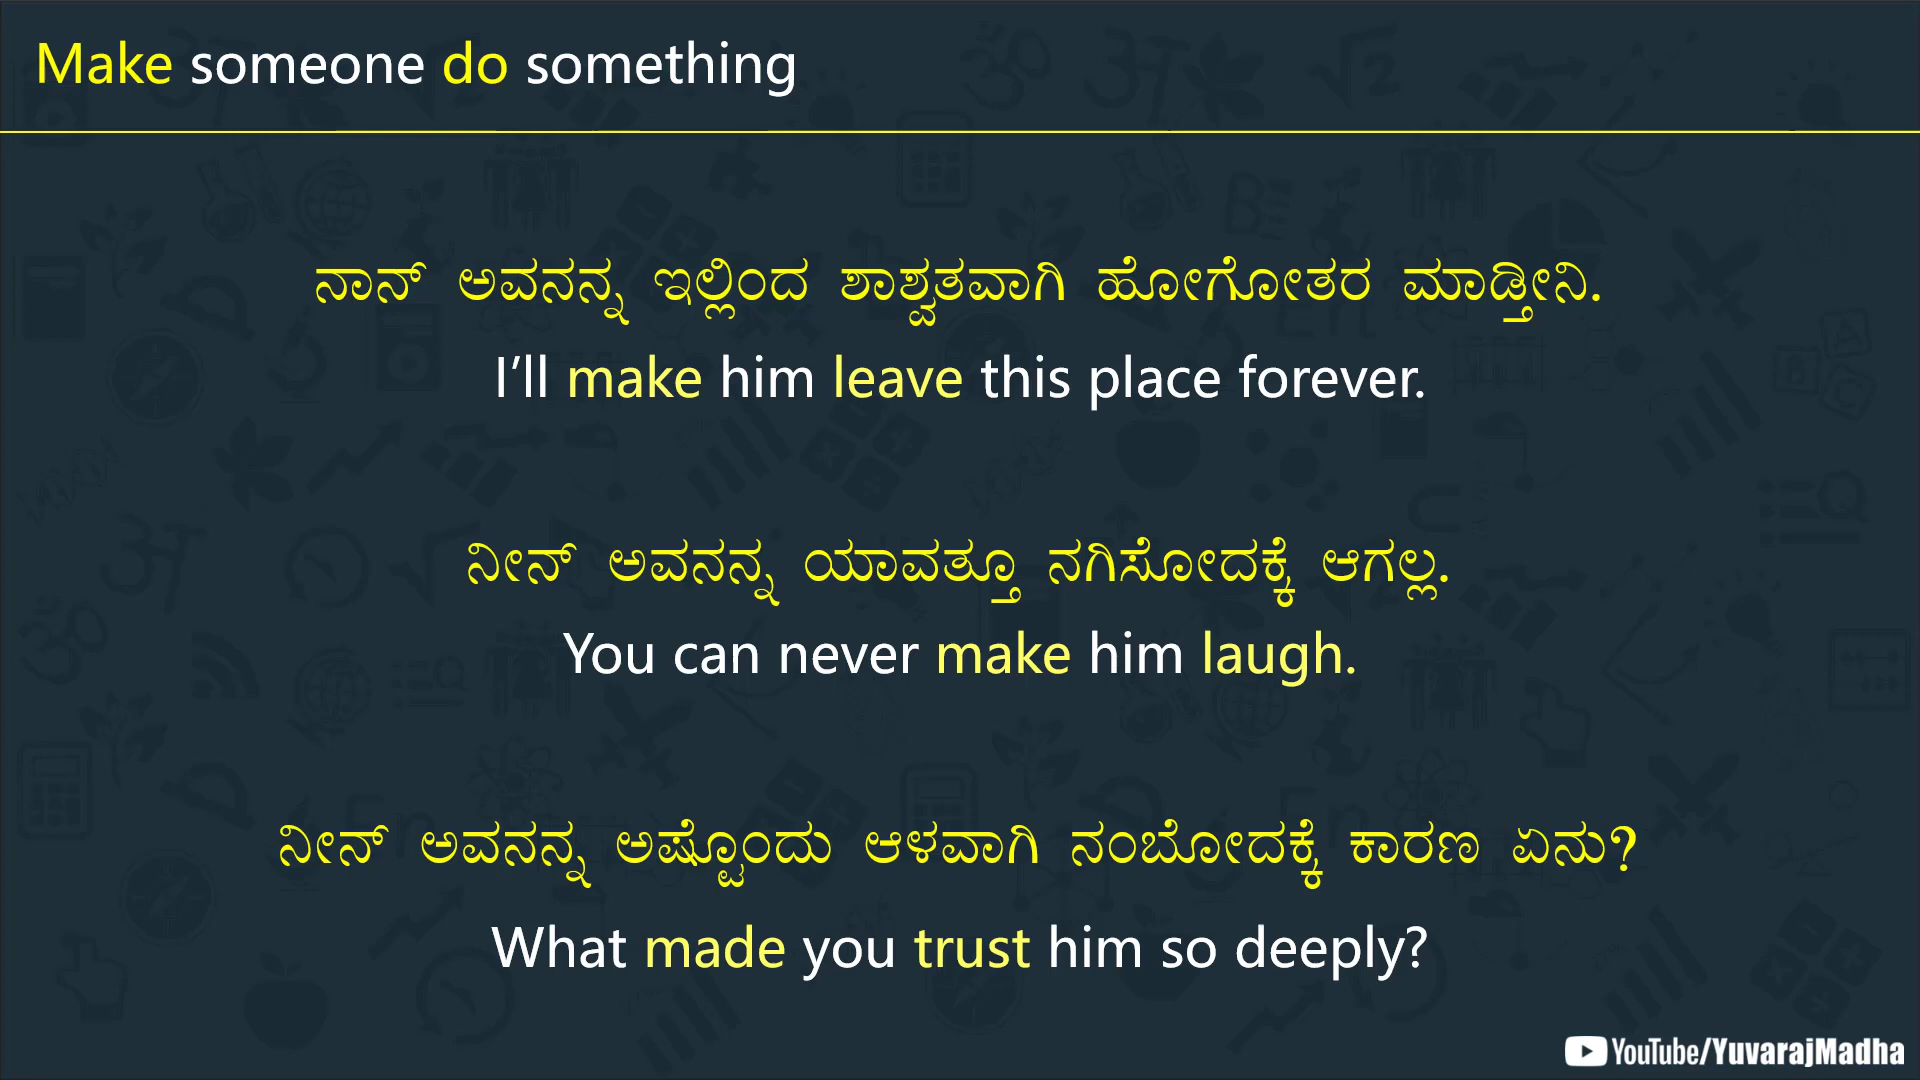 Make someone do something
ನಾನ್ ಅವನನ್ನ ಇಲ್ಲಿಂದ ಶಾಶ್ವತವಾಗಿ ಹೋಗೋತರ ಮಾಡ್ತೀನಿ.
I’ll make him leave this place forever.
ನೀನ್ ಅವನನ್ನ ಯಾವತ್ತೂ ನಗಿಸೋದಕ್ಕೆ ಆಗಲ್ಲ.
You can never make him laugh.
ನೀನ್ ಅವನನ್ನ ಅಷ್ಟೊಂದು ಆಳವಾಗಿ ನಂಬೋದಕ್ಕೆ ಕಾರಣ ಏನು?
What made you trust him so deeply?
YouTube/YuvarajMadha